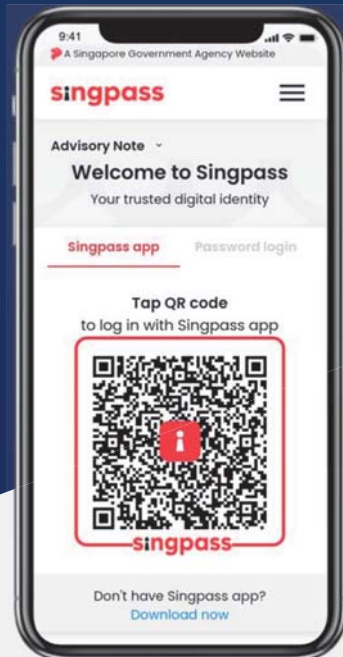 9:41
A Singapore Government Agency Website
singpass
Advisory Note
Welcome to Singpass
Your trusted digital identity
Singpass app Password login
Tap QR code
to log in with Singpass app
singpass
Don't have Singpass app?
Download now